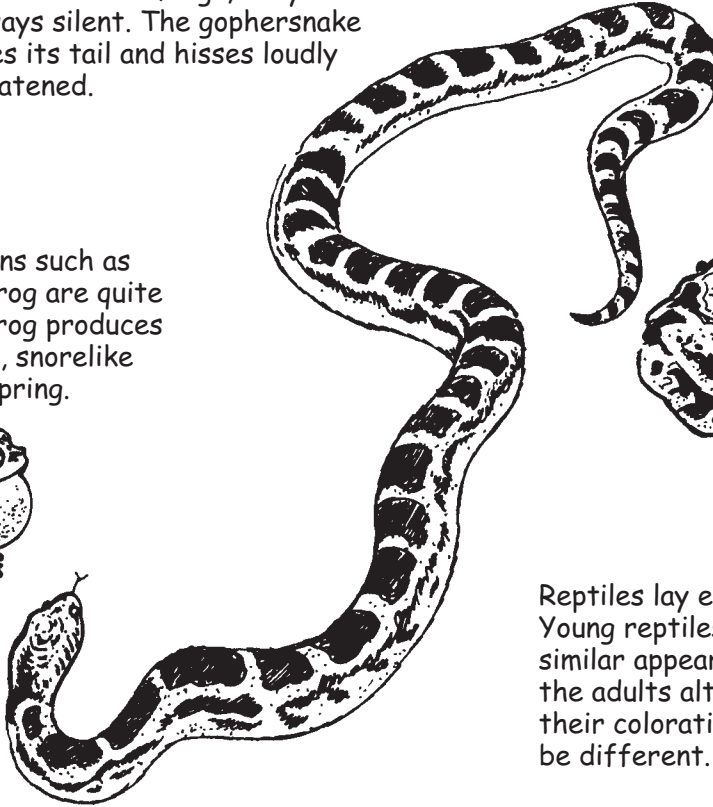 ays silent. The gophersnake
es its tail and hisses loudly
atened.
ns such as
rog are quite
rog produces
, snorelike
pring.
Reptiles lay e
Young reptile
similar appear
the adults alt
their colorati
be different.